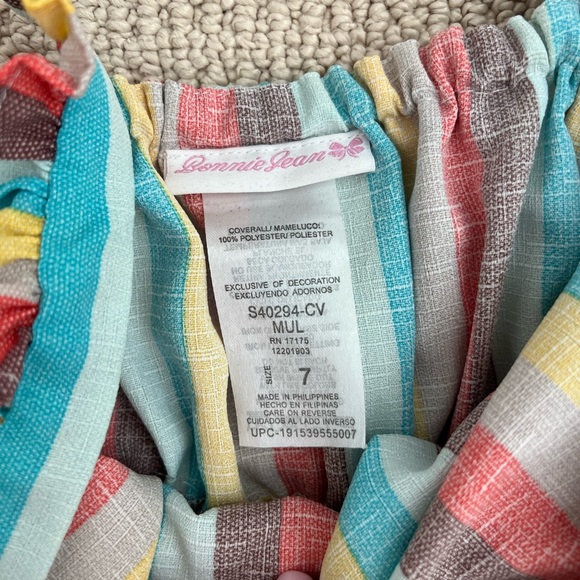 Bonnie Jean
COVERALL/ MAMELUCO:
100% POLYESTER/ POLIESTER
EXCLUSIVE OF DECORATION
EXCLUYENDO ADORNOS
S40294-CV
MUL
RN 17175
12201903
SIZE 7
MADE IN PHILIPPINES
HECHO EN FILIPINAS
CARE ON REVERSE
CUIDADOS AL LADO INTER.
UPC-191539555007